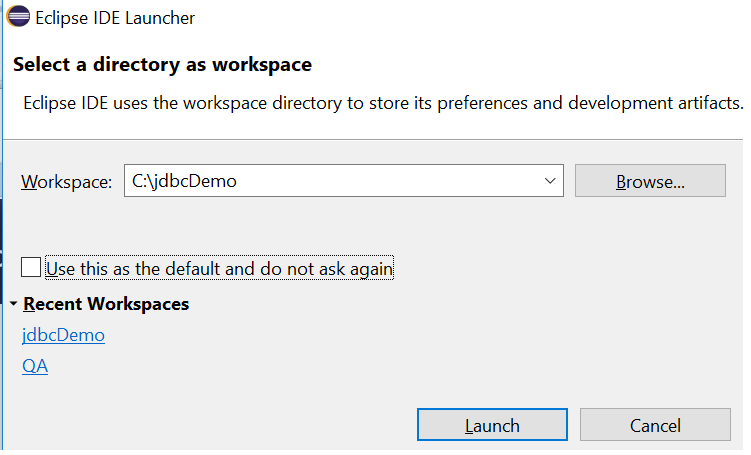 Eclipse IDE Launcher
Select a directory as workspace
Eclipse IDE uses the workspace directory to store its preferences and development artifacts.
Workspace: C:\jdbcDemo Browse...
Use this as the default and do not ask again
Recent Workspaces
jdbcDemo
QA
Launch Cancel